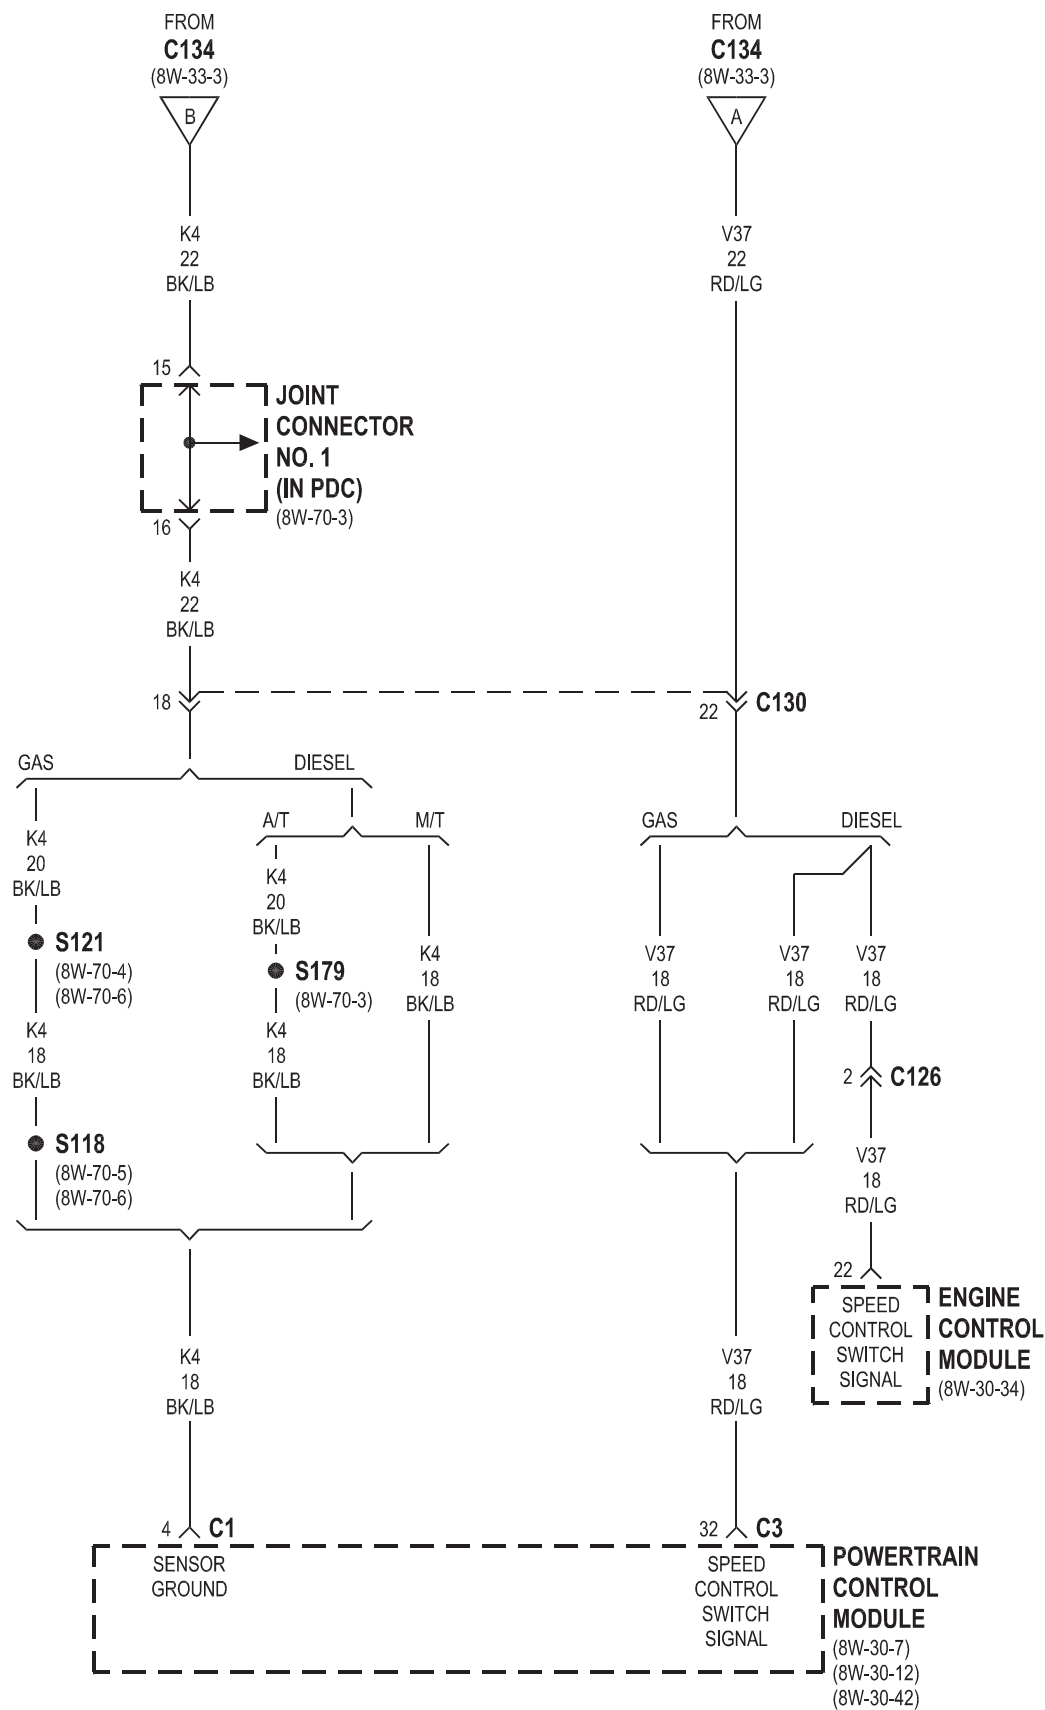 FROM
C134
(8W-33-3)
B
FROM
C134
(8W-33-3)
A
K4
22
BK/LB
V37
22
RD/LG
15
JOINT
CONNECTOR
NO. 1
(IN PDC)
(8W-70-3)
16
K4
22
BK/LB
18
22
C130
GAS
DIESEL
A/T
M/T
GAS
DIESEL
K4
20
BK/LB
K4
20
BK/LB
S121
(8W-70-4)
(8W-70-6)
S179
(8W-70-3)
K4
18
BK/LB
V37
18
RD/LG
V37
18
RD/LG
V37
18
RD/LG
K4
18
BK/LB
K4
18
BK/LB
2
C126
S118
(8W-70-5)
(8W-70-6)
V37
18
RD/LG
22
SPEED
CONTROL
SWITCH
SIGNAL
ENGINE
CONTROL
MODULE
(8W-30-34)
K4
18
BK/LB
V37
18
RD/LG
4
C1
32
C3
SENSOR
GROUND
SPEED
CONTROL
SWITCH
SIGNAL
POWERTRAIN
CONTROL
MODULE
(8W-30-7)
(8W-30-12)
(8W-30-42)